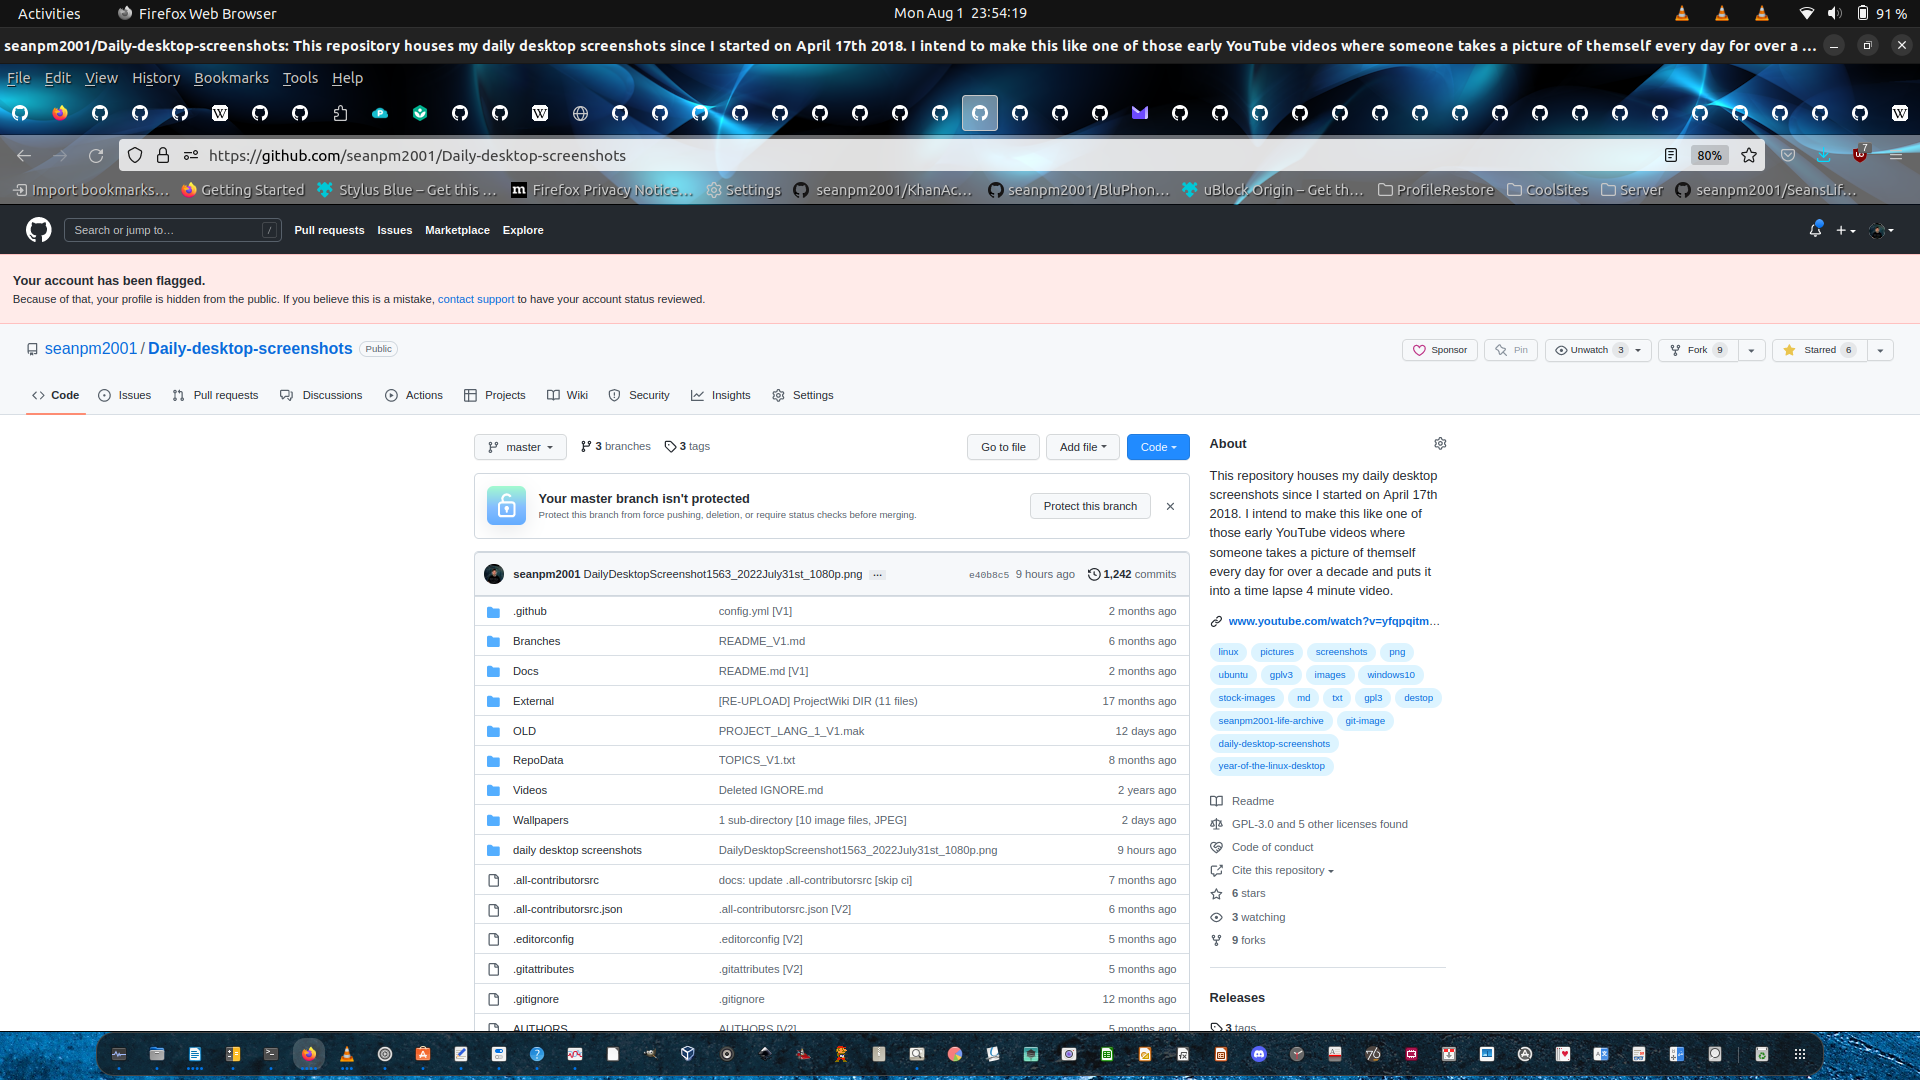 Activities
Firefox Web Browser
Mon Aug 1 23:54:19
91 %
seanpm2001/Daily-desktop-screenshots: This repository houses my daily desktop screenshots since I started on April 17th 2018. I intend to make this like one of those early YouTube videos where someone takes a picture of themself every day for over a ...
File Edit View History Bookmarks Tools Help
https://github.com/seanpm2001/Daily-desktop-screenshots
80%
7
Import bookmarks… Getting Started Stylus Blue – Get this … Firefox Privacy Notice… Settings seanpm2001/KhanAc… seanpm2001/BluPhon… uBlock Origin – Get th… ProfileRestore CoolSites Server seanpm2001/SeansLif…
Search or jump to… /
Pull requests Issues Marketplace Explore
Your account has been flagged.
Because of that, your profile is hidden from the public. If you believe this is a mistake, contact support to have your account status reviewed.
seanpm2001 / Daily-desktop-screenshots Public
Sponsor Pin Unwatch 3 Fork 9 Starred 6
Code Issues Pull requests Discussions Actions Projects Wiki Security Insights Settings
master 3 branches 3 tags
Go to file Add file Code
Your master branch isn't protected
Protect this branch from force pushing, deletion, or require status checks before merging.
Protect this branch
seanpm2001 DailyDesktopScreenshot1563_2022July31st_1080p.png ... e40b8c5 9 hours ago 1,242 commits
.github config.yml [V1] 2 months ago
Branches README_V1.md 6 months ago
Docs README.md [V1] 2 months ago
External [RE-UPLOAD] ProjectWiki DIR (11 files) 17 months ago
OLD PROJECT_LANG_1_V1.mak 12 days ago
RepoData TOPICS_V1.txt 8 months ago
Videos Deleted IGNORE.md 2 years ago
Wallpapers 1 sub-directory [10 image files, JPEG] 2 days ago
daily desktop screenshots DailyDesktopScreenshot1563_2022July31st_1080p.png 9 hours ago
.all-contributorsrc docs: update .all-contributorsrc [skip ci] 7 months ago
.all-contributorsrc.json .all-contributorsrc.json [V2] 6 months ago
.editorconfig .editorconfig [V2] 5 months ago
.gitattributes .gitattributes [V2] 5 months ago
.gitignore .gitignore 12 months ago
AUTHORS AUTHORS [V2] 5 months ago
About
This repository houses my daily desktop
screenshots since I started on April 17th
2018. I intend to make this like one of
those early YouTube videos where
someone takes a picture of themself
every day for over a decade and puts it
into a time lapse 4 minute video.
www.youtube.com/watch?v=yfqpqitm…
linux pictures screenshots png
ubuntu gplv3 images windows10
stock-images md txt gpl3 destop
seanpm2001-life-archive git-image
daily-desktop-screenshots
year-of-the-linux-desktop
Readme
GPL-3.0 and 5 other licenses found
Code of conduct
Cite this repository
6 stars
3 watching
9 forks
Releases
3 tags